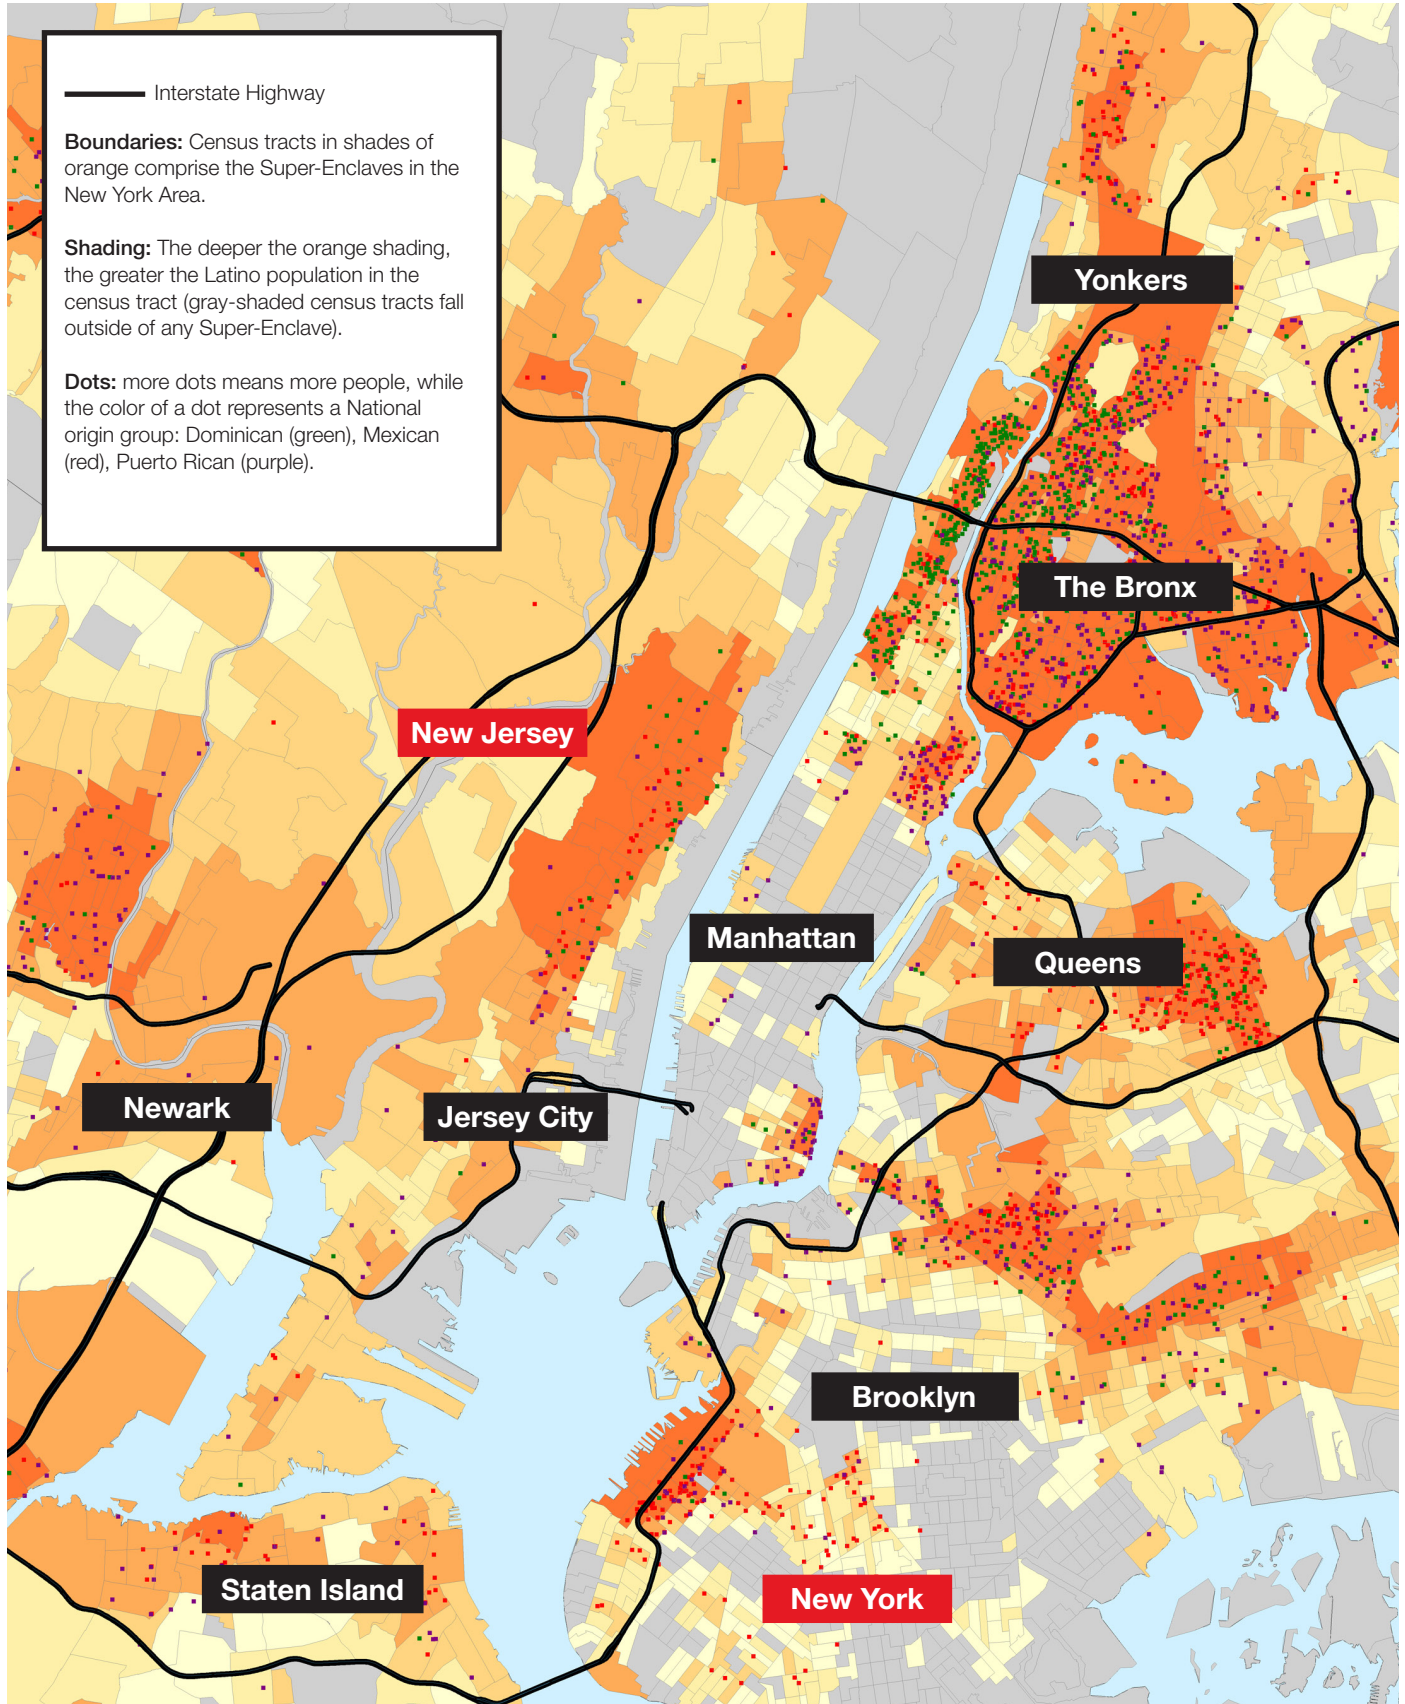 Interstate Highway
Boundaries: Census tracts in shades of
orange comprise the Super-Enclaves in the
New York Area.
Shading: The deeper the orange shading,
the greater the Latino population in the
census tract (gray-shaded census tracts fall
outside of any Super-Enclave).
Dots: more dots means more people, while
the color of a dot represents a National
origin group: Dominican (green), Mexican
(red), Puerto Rican (purple).
Yonkers
The Bronx
New Jersey
Manhattan
Queens
Newark
Jersey City
Brooklyn
Staten Island
New York